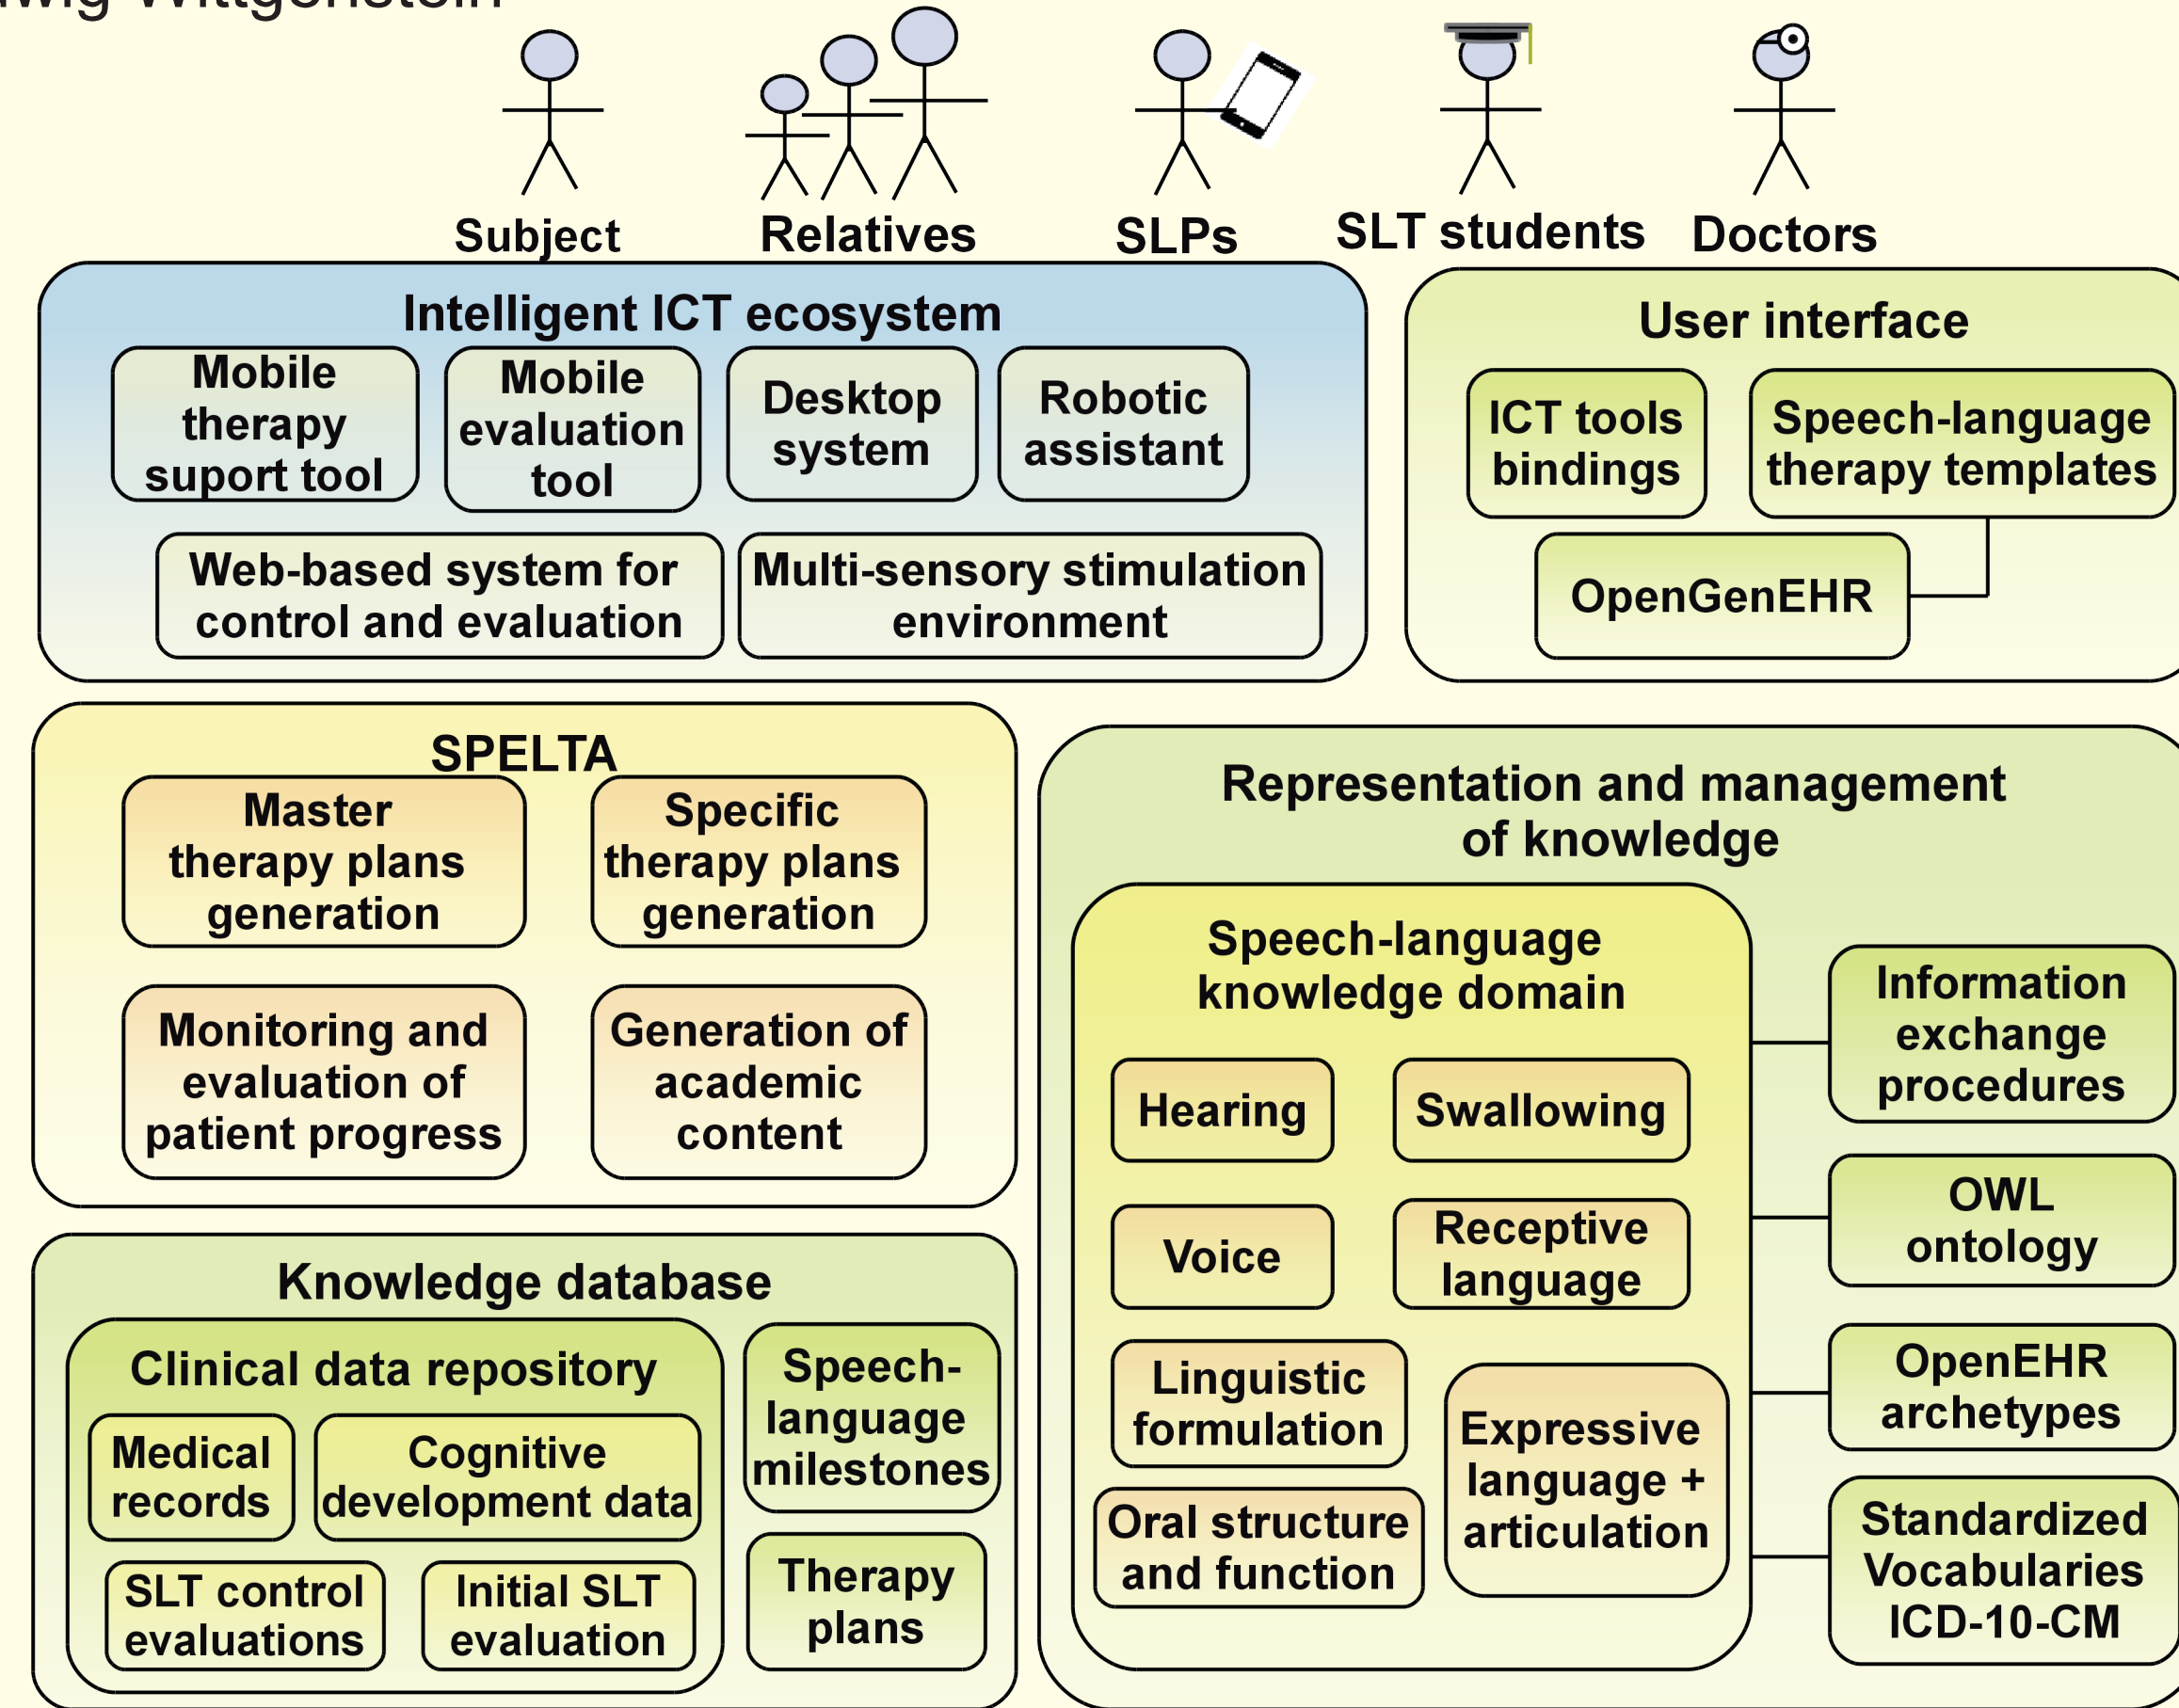 Wittgenstein
Subject
Relatives
SLPs
SLT students
Doctors
Intelligent ICT ecosystem
Mobile
therapy
suport tool
Mobile
evaluation
tool
Desktop
system
Robotic
assistant
Web-based system for
control and evaluation
Multi-sensory stimulation
environment
User interface
ICT tools
bindings
Speech-language
therapy templates
OpenGenEHR
SPELTA
Master
therapy plans
generation
Specific
therapy plans
generation
Monitoring and
evaluation of
patient progress
Generation of
academic
content
Representation and management
of knowledge
Speech-language
knowledge domain
Hearing
Swallowing
Voice
Receptive
language
Linguistic
formulation
Expressive
language +
articulation
Oral structure
and function
Information
exchange
procedures
OWL
ontology
OpenEHR
archetypes
Standardized
Vocabularies
ICD-10-CM
Knowledge database
Clinical data repository
Medical
records
Cognitive
development data
SLT control
evaluations
Initial SLT
evaluation
Speech-
language
milestones
Therapy
plans